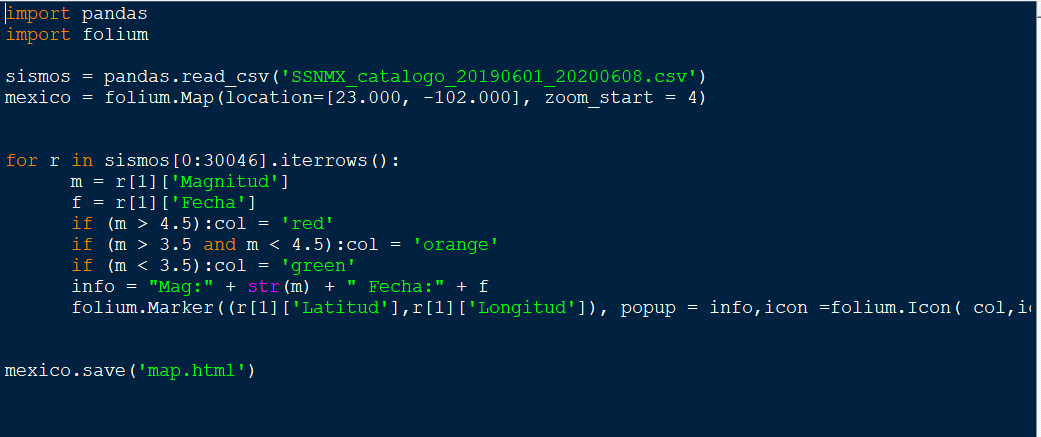 import pandas
import folium
sismos = pandas.read_csv('SSNMX_catalogo_20190601_20200608.csv')
mexico = folium.Map(location=[23.000, -102.000], zoom_start = 4)
for r in sismos[0:30046].iterrows():
m = r[1]['Magnitud']
f = r[1]['Fecha']
if (m > 4.5):col = 'red'
if (m > 3.5 and m < 4.5):col = 'orange'
if (m < 3.5):col = 'green'
info = "Mag:" + str(m) + " Fecha:" + f
folium.Marker((r[1]['Latitud'],r[1]['Longitud']), popup = info,icon =folium.Icon( col,i
mexico.save('map.html')